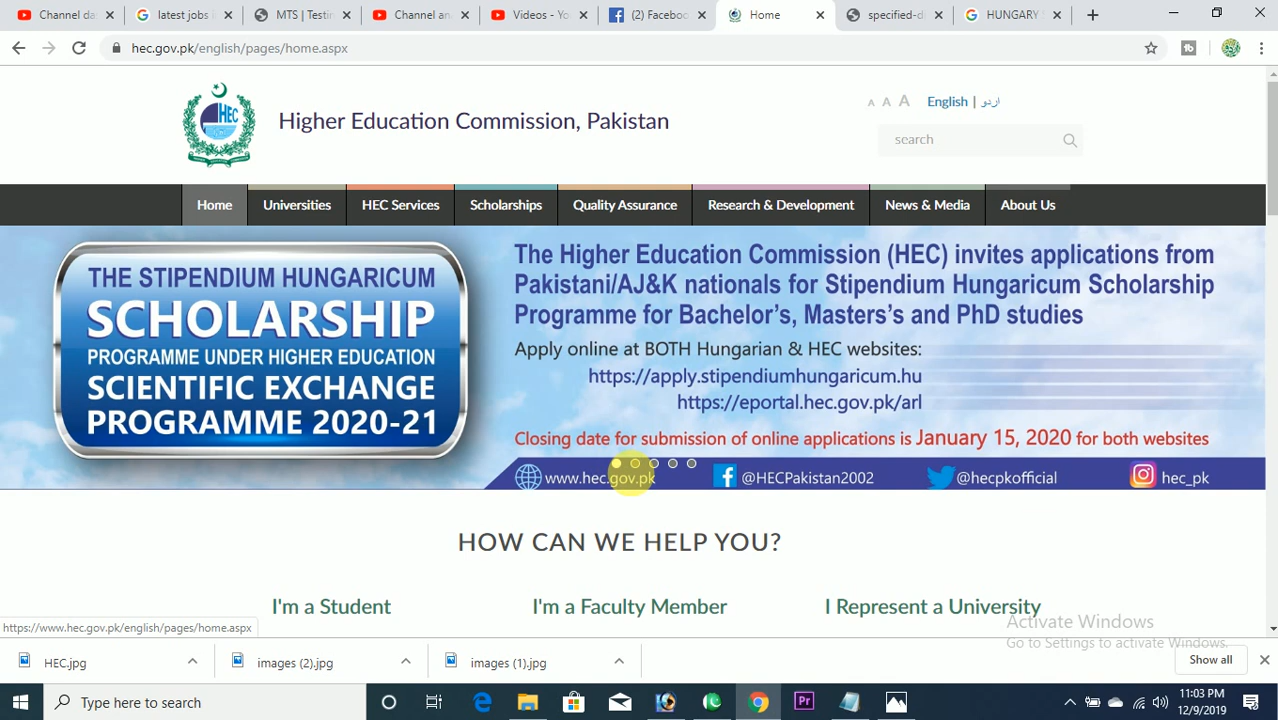 Channel da
latest jobs i
MTS | Testin
Channel an
Videos - Yo
(2) Faceboo
Home
specified-d
HUNGARY S
hec.gov.pk/english/pages/home.aspx
HEC
Higher Education Commission, Pakistan
A A A English | اردو
search
Home Universities HEC Services Scholarships Quality Assurance Research & Development News & Media About Us
THE STIPENDIUM HUNGARICUM
SCHOLARSHIP
PROGRAMME UNDER HIGHER EDUCATION
SCIENTIFIC EXCHANGE
PROGRAMME 2020-21
The Higher Education Commission (HEC) invites applications from
Pakistani/AJ&K nationals for Stipendium Hungaricum Scholarship
Programme for Bachelor's, Masters's and PhD studies
Apply online at BOTH Hungarian & HEC websites:
https://apply.stipendiumhungaricum.hu
https://eportal.hec.gov.pk/arl
Closing date for submission of online applications is January 15, 2020 for both websites
www.hec.gov.pk @HECPakistan2002 @hecpkofficial hec_pk
HOW CAN WE HELP YOU?
I'm a Student I'm a Faculty Member I Represent a University
Activate Windows
Go to Settings to activate Windows.
https://www.hec.gov.pk/english/pages/home.aspx
HEC.jpg images (2).jpg images (1).jpg Show all
Type here to search
Pr
11:03 PM
12/9/2019